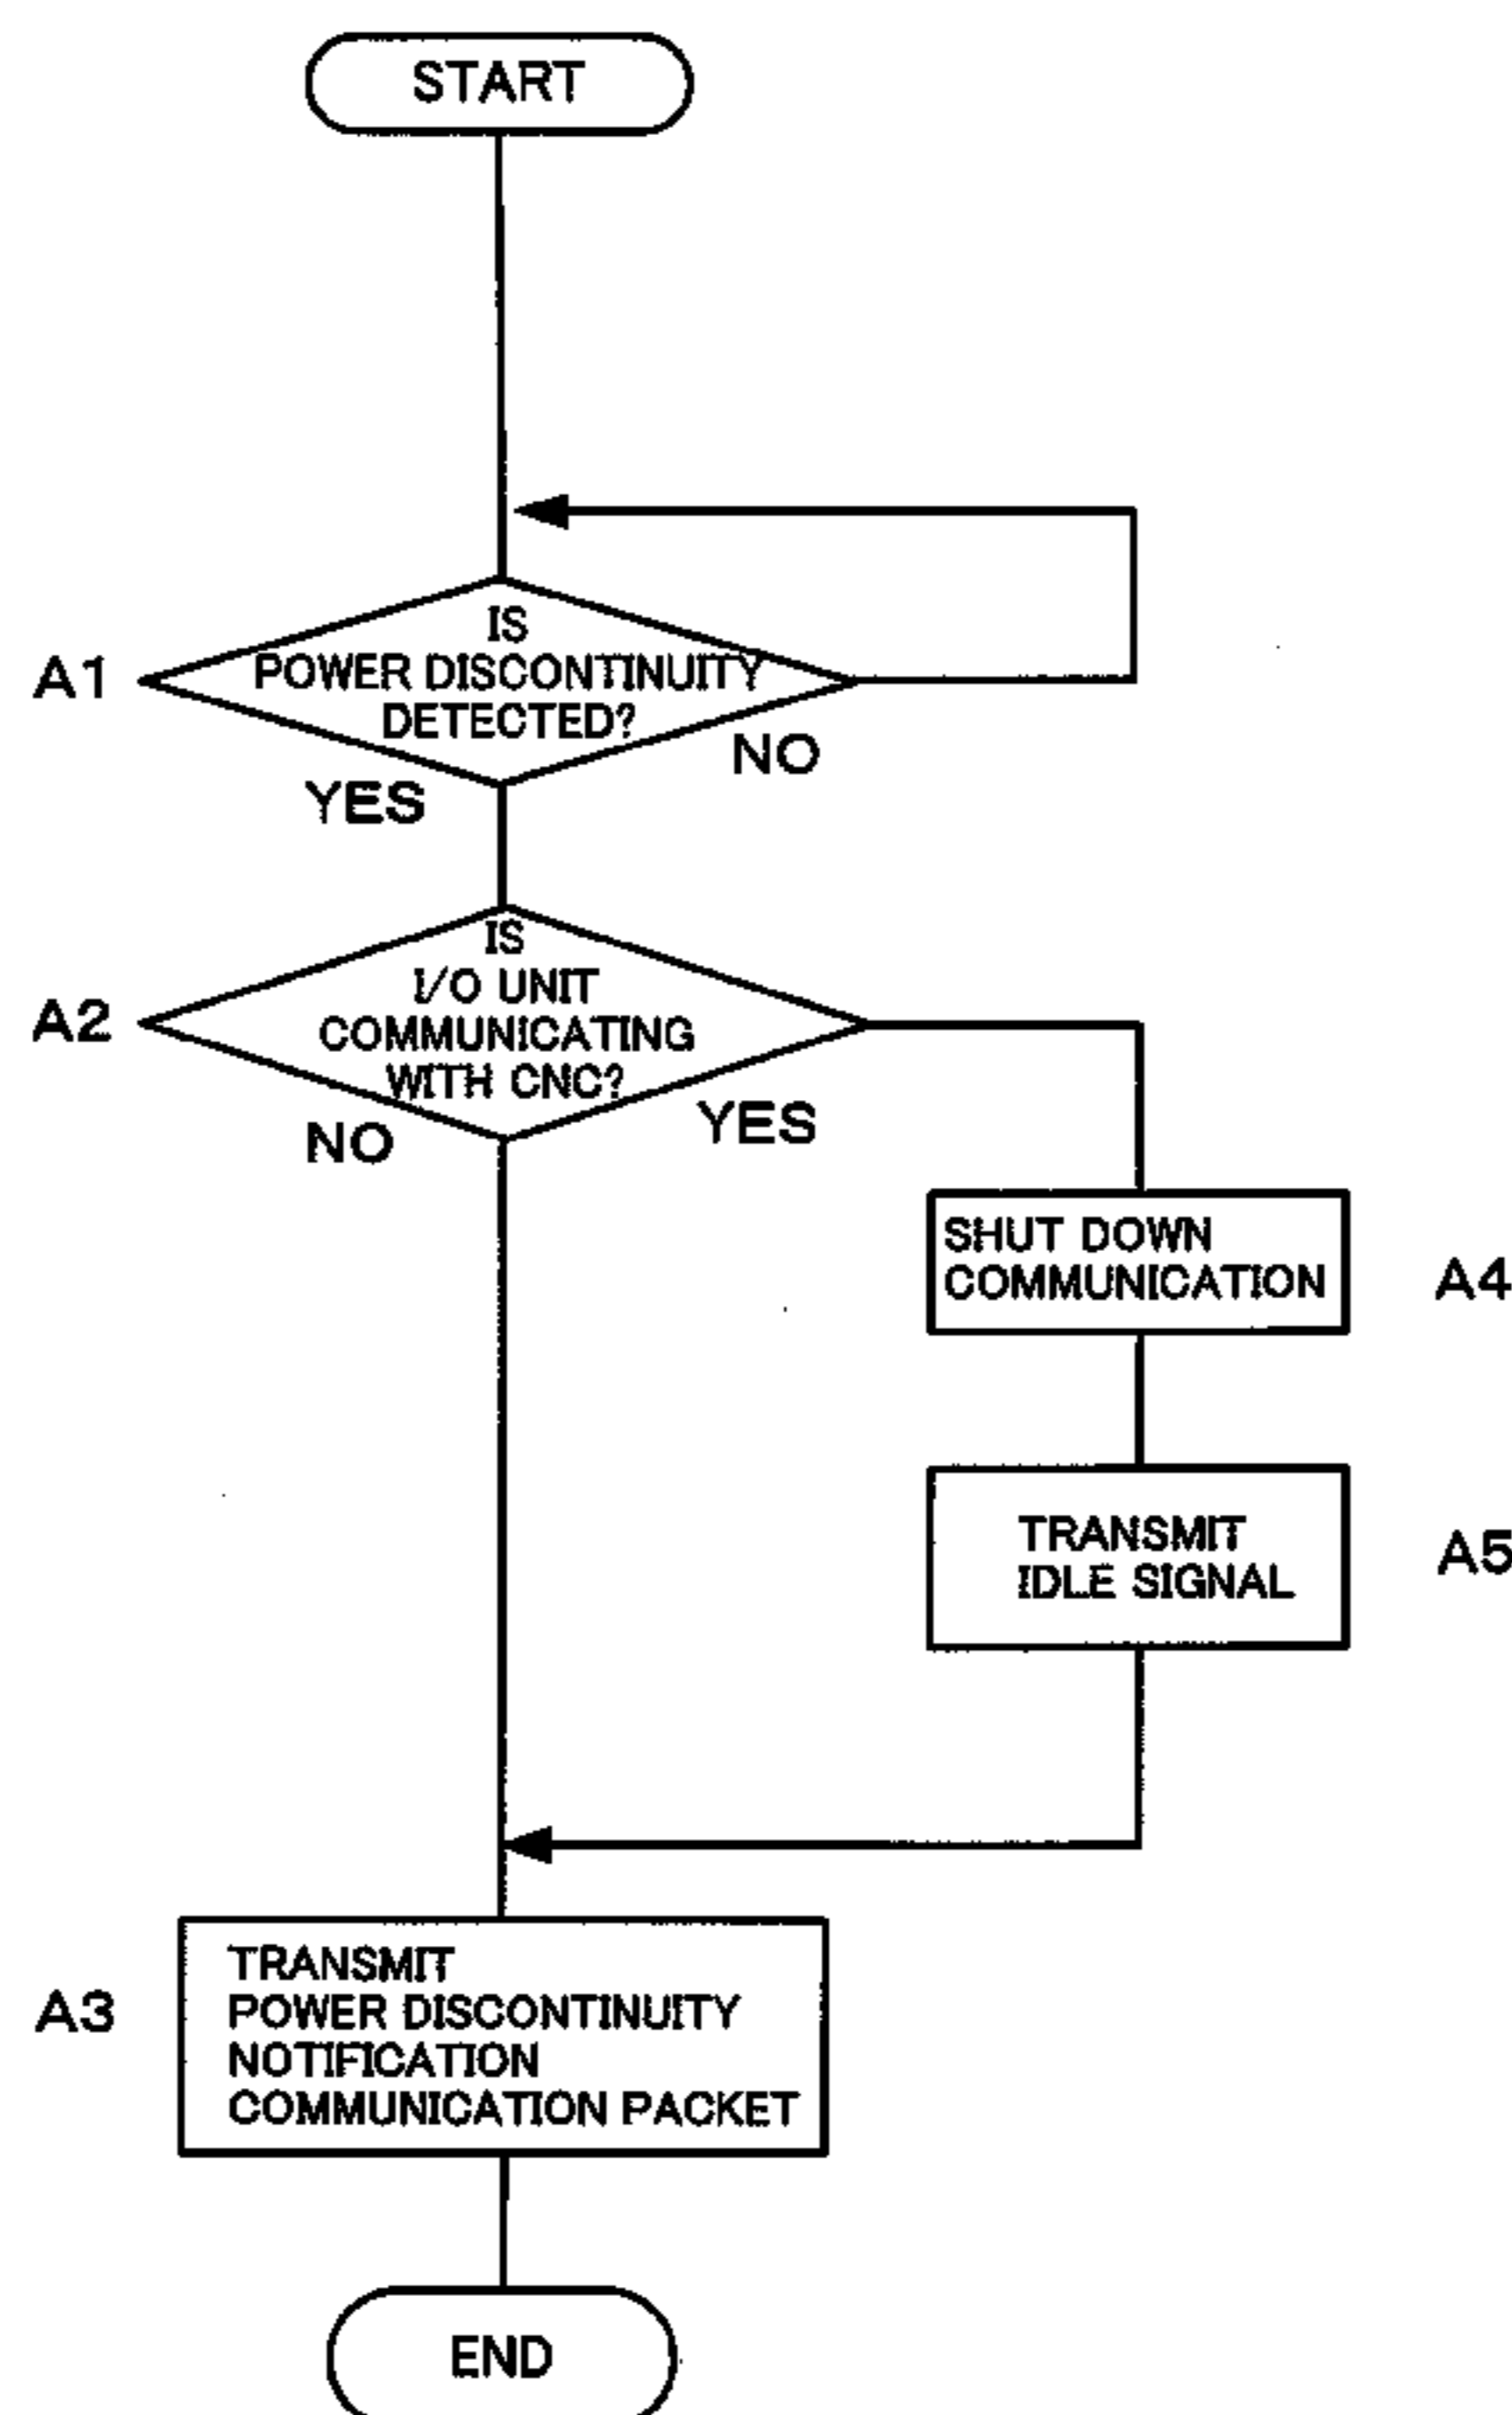 START
IS
POWER DISCONTINUITY
DETECTED?
A1
NO
YES
IS
I/O UNIT
COMMUNICATING
WITH CNC?
A2
YES
NO
SHUT DOWN
COMMUNICATION
A4
TRANSMIT
IDLE SIGNAL
A5
TRANSMIT
POWER DISCONTINUITY
NOTIFICATION
COMMUNICATION PACKET
A3
END